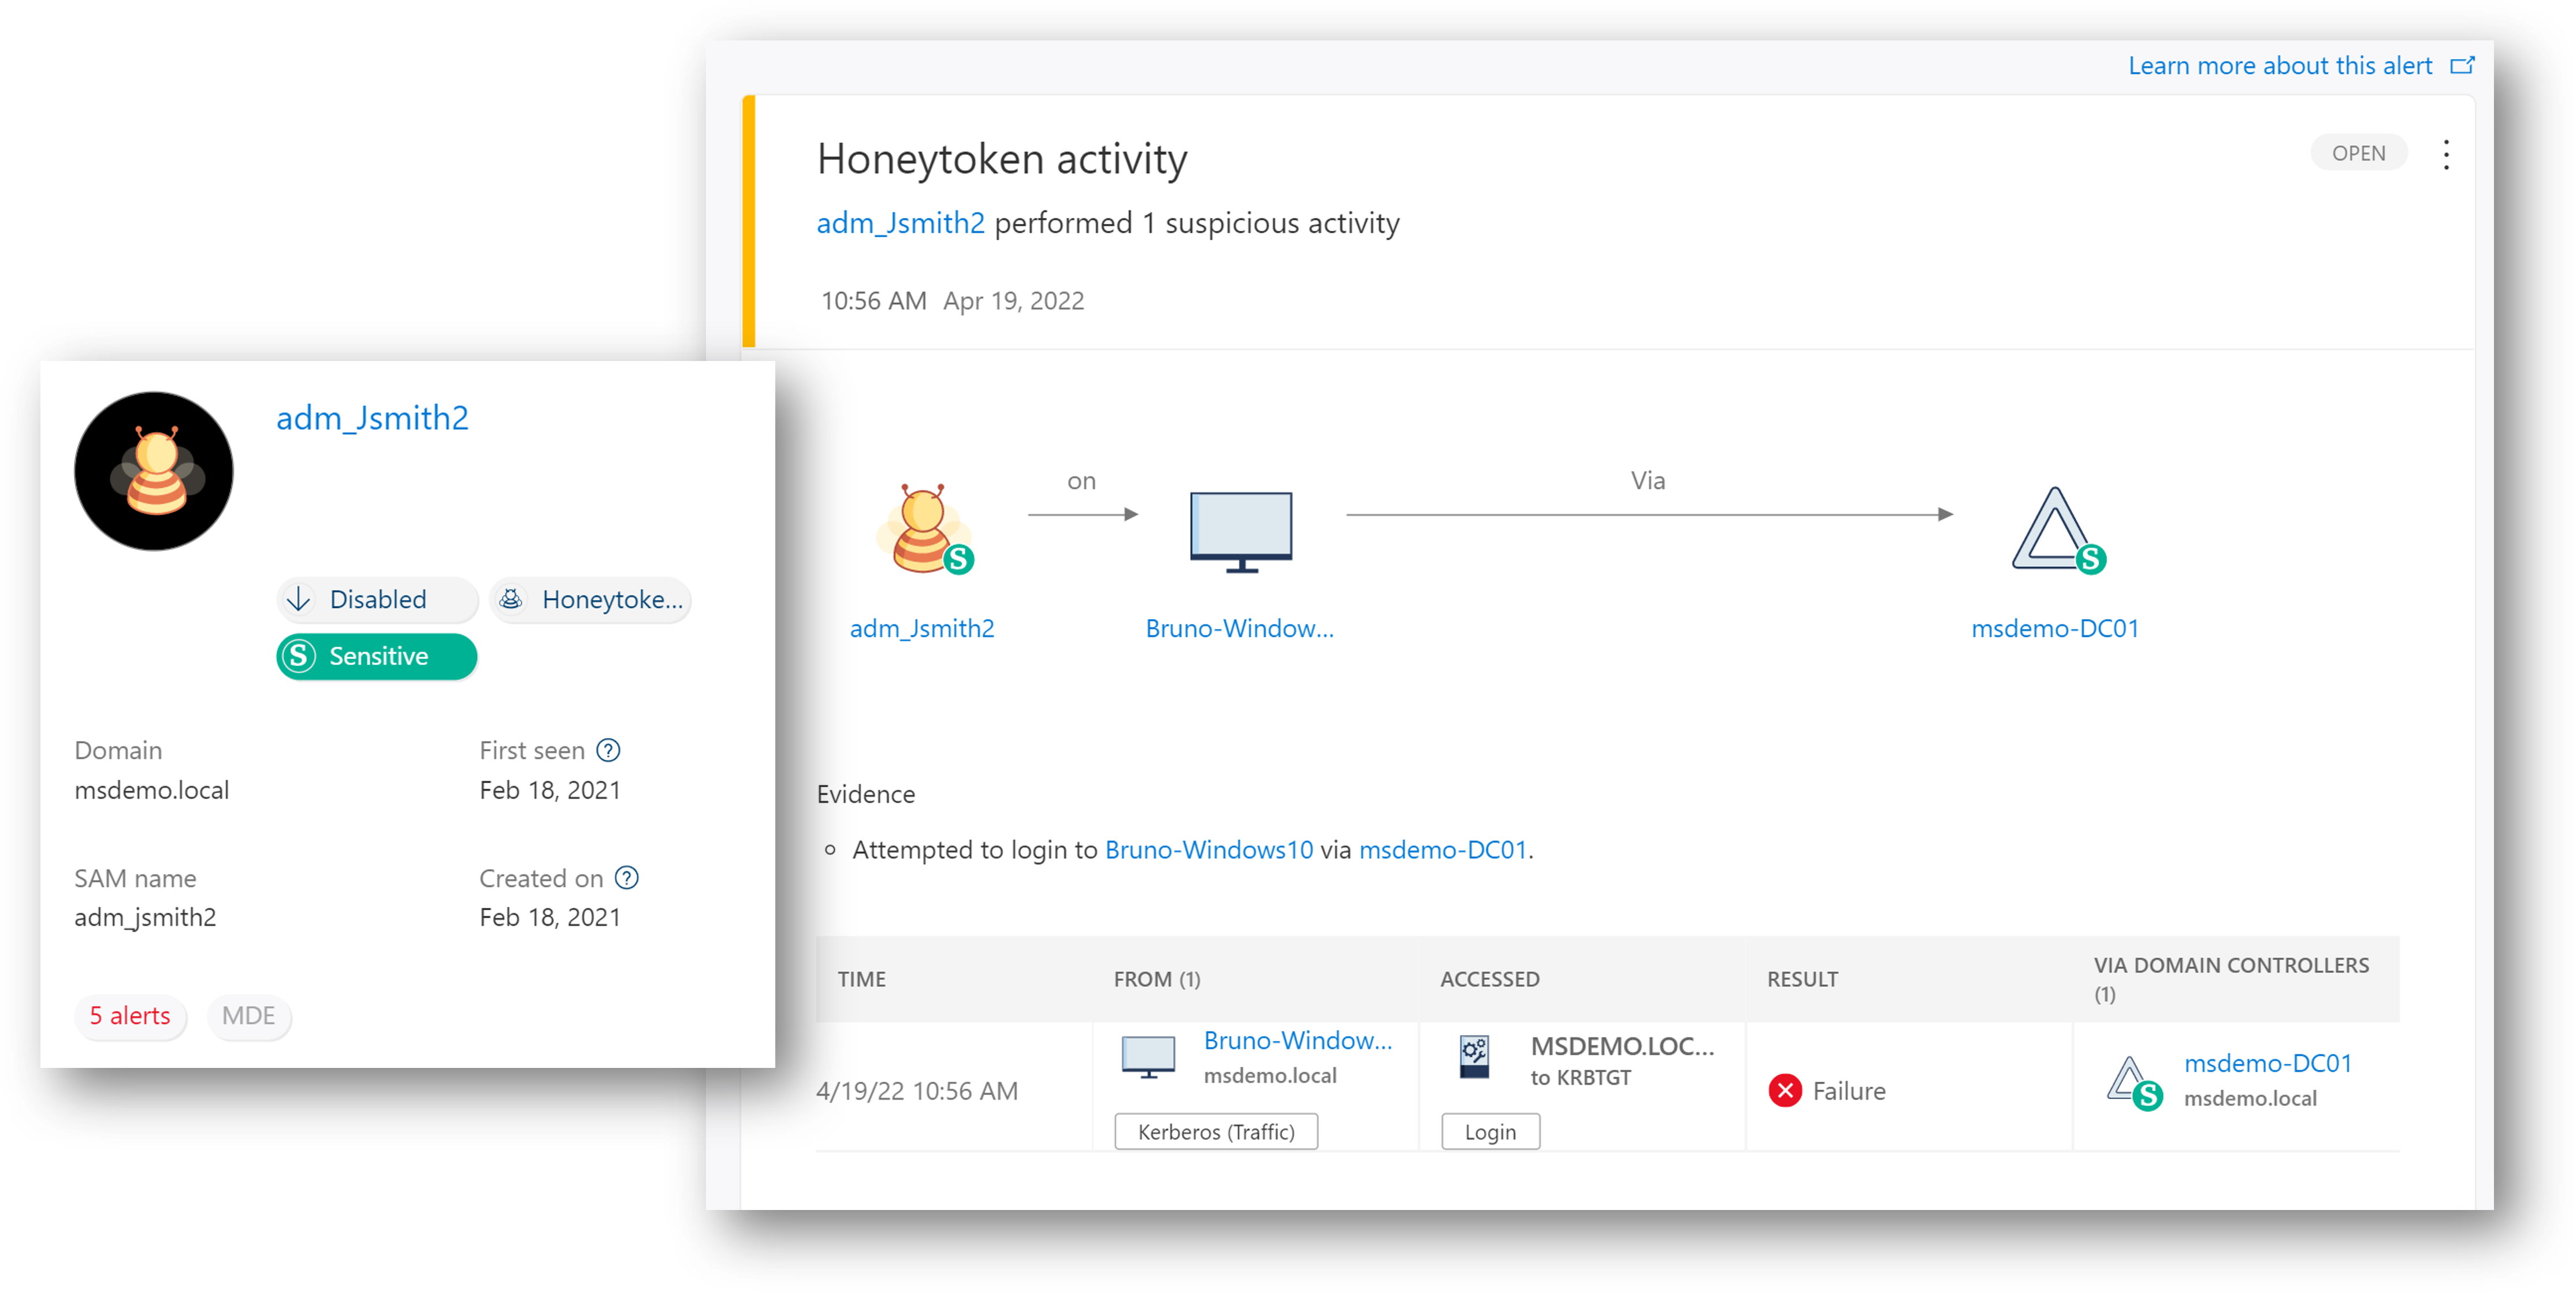 Learn more about this alert
Honeytoken activity
OPEN
adm_Jsmith2 performed 1 suspicious activity
10:56 AM Apr 19, 2022
on
Via
S
S
adm_Jsmith2
Bruno-Window...
msdemo-DC01
Evidence
Attempted to login to Bruno-Windows10 via msdemo-DC01.
TIME
FROM (1)
ACCESSED
RESULT
VIA DOMAIN CONTROLLERS
(1)
4/19/22 10:56 AM
Bruno-Window...
msdemo.local
Kerberos (Traffic)
MSDEMO.LOC...
to KRBTGT
Login
Failure
S
msdemo-DC01
msdemo.local
adm_Jsmith2
Disabled
Honeytoke...
S Sensitive
Domain
msdemo.local
First seen ?
Feb 18, 2021
SAM name
adm_jsmith2
Created on ?
Feb 18, 2021
5 alerts
MDE